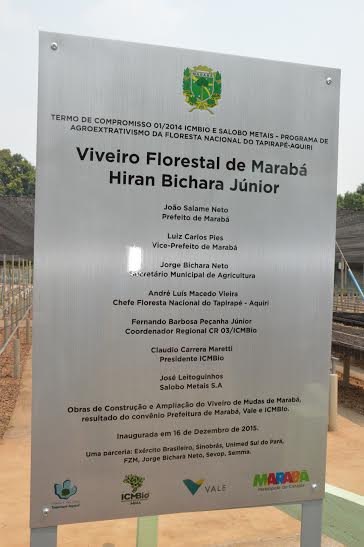 MARABÁ
TERMO DE COMPROMISSO 01/2014 ICMBIO E SALOBO METAIS – PROGRAMA DE
AGROEXTRATIVISMO DA FLORESTA NACIONAL DO TAPIRAPÉ-AQUIRI
Viveiro Florestal de Marabá
Hiran Bichara Júnior
João Salame Neto
Prefeito de Marabá
Luiz Carlos Pies
Vice-Prefeito de Marabá
Jorge Bichara Neto
Secretário Municipal de Agricultura
André Luís Macedo Vieira
Chefe Floresta Nacional do Tapirapé - Aquiri
Fernando Barbosa Peçanha Júnior
Coordenador Regional CR 03/ICMBio
Claudio Carrera Maretti
Presidente ICMBio
José Leitoguinhos
Salobo Metais S.A
Obras de Construção e Ampliação do Viveiro de Mudas de Marabá,
resultado do convênio Prefeitura de Marabá, Vale e ICMBio.
Inaugurada em 16 de Dezembro de 2015.
Uma parceria: Exército Brasileiro, Sinobrás, Unimed Sul do Pará,
FZM, Jorge Bichara Neto, Sevop, Semma.
ICMBio
MMA
VALE
MARABÁ